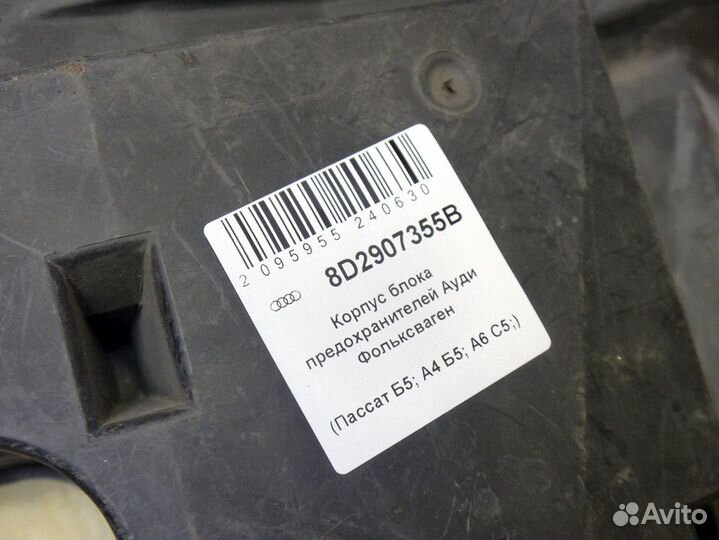 2 095955 240630
8D2907355B
Корпус блока
предохранителей Ауди
Фольксваген
(Пассат Б5; А4 Б5; А6 С5;)
Avito